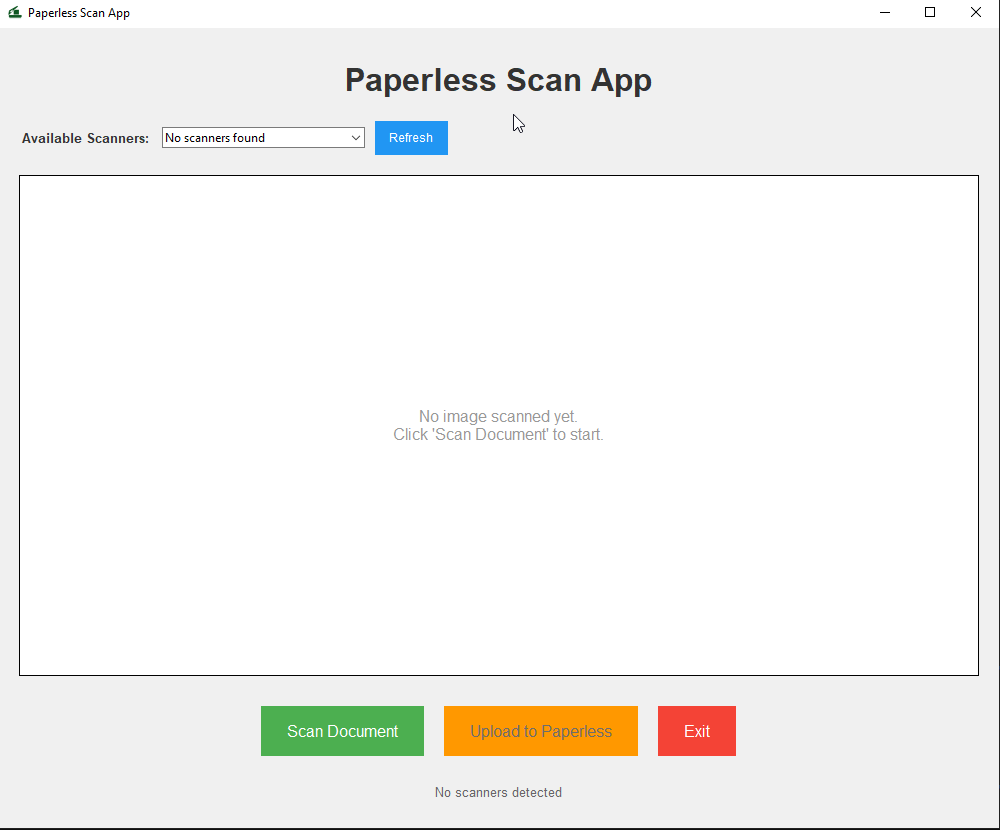 Paperless Scan App
Paperless Scan App
Available Scanners: No scanners found Refresh
No image scanned yet.
Click 'Scan Document' to start.
Scan Document Upload to Paperless Exit
No scanners detected